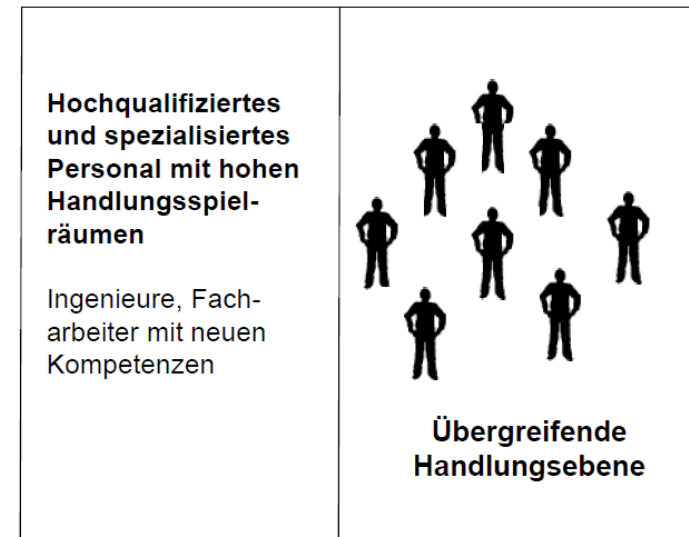 Hochqualifiziertes
und spezialisiertes
Personal mit hohen
Handlungsspiel-
räumen
Ingenieure, Fach-
arbeiter mit neuen
Kompetenzen
Übergreifende
Handlungsebene